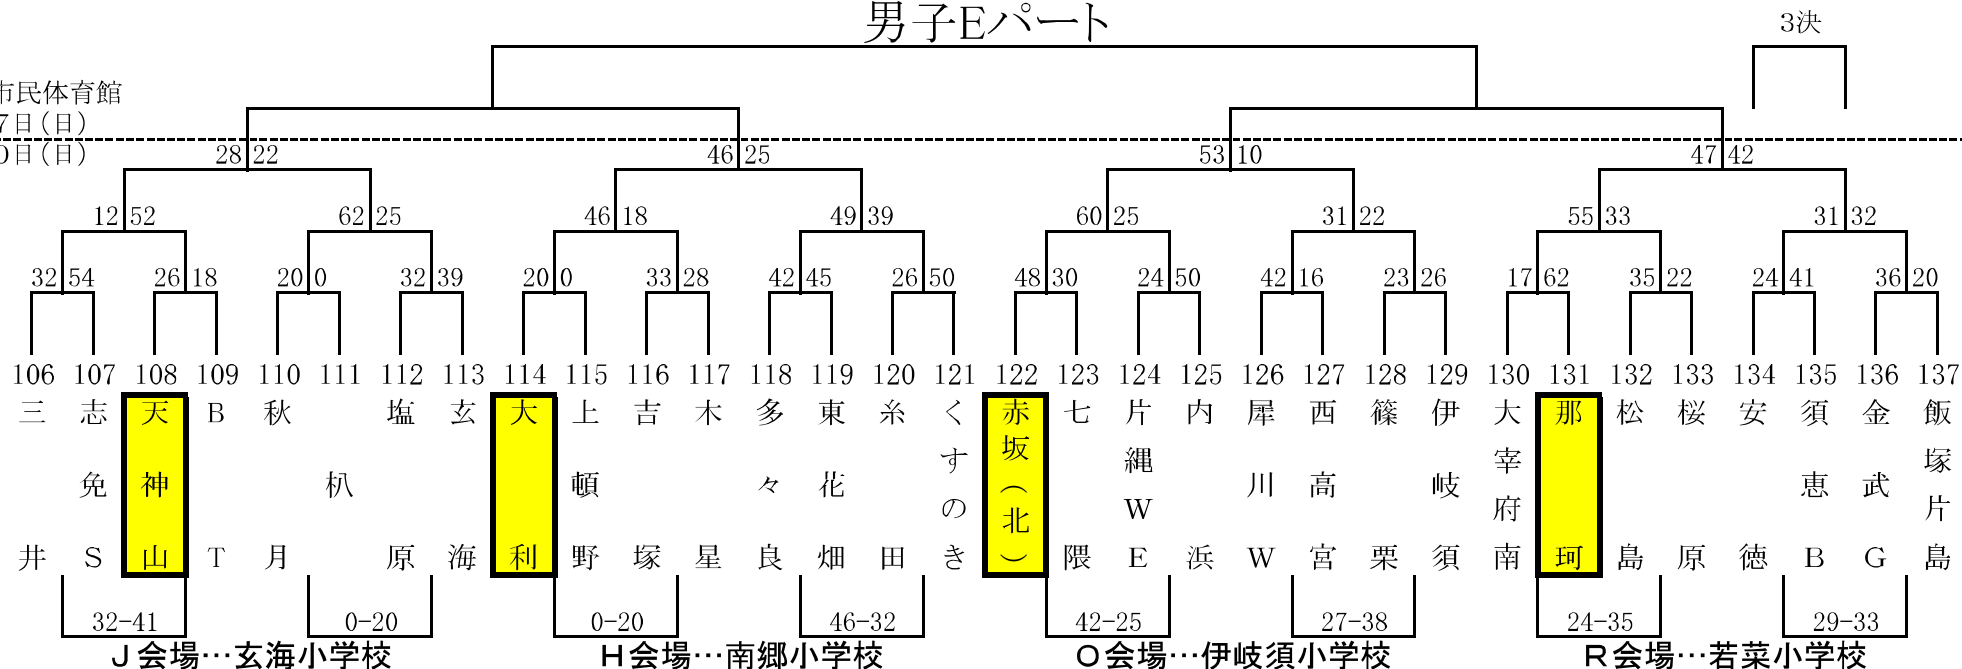 男子Eパート
3決
市民体育館
7日(日)
0日(日)
28 22 46 25 53 10 47 42
12 52 62 25 46 18 49 39 60 25 31 22 55 33 31 32
32 54 26 18 20 0 32 39 20 0 33 28 42 45 26 50 48 30 24 50 42 16 23 26 17 62 35 22 24 41 36 20
106 107 108 109 110 111 112 113 114 115 116 117 118 119 120 121 122 123 124 125 126 127 128 129 130 131 132 133 134 135 136 137
三井
志免S
天神山
BT
秋月
朳
塩原
玄海
大利
上頓野
吉塚
木星
多々良
東花畑
糸田
くすのき
赤坂(北)
七隈
片縄WE
内浜
犀川W
西高宮
篠栗
伊岐須
大宰府南
那珂
松島
桜原
安徳
須恵B
金武G
飯塚片島
32-41 0-20 0-20 46-32 42-25 27-38 24-35 29-33
J会場…玄海小学校 H会場…南郷小学校 O会場…伊岐須小学校 R会場…若菜小学校